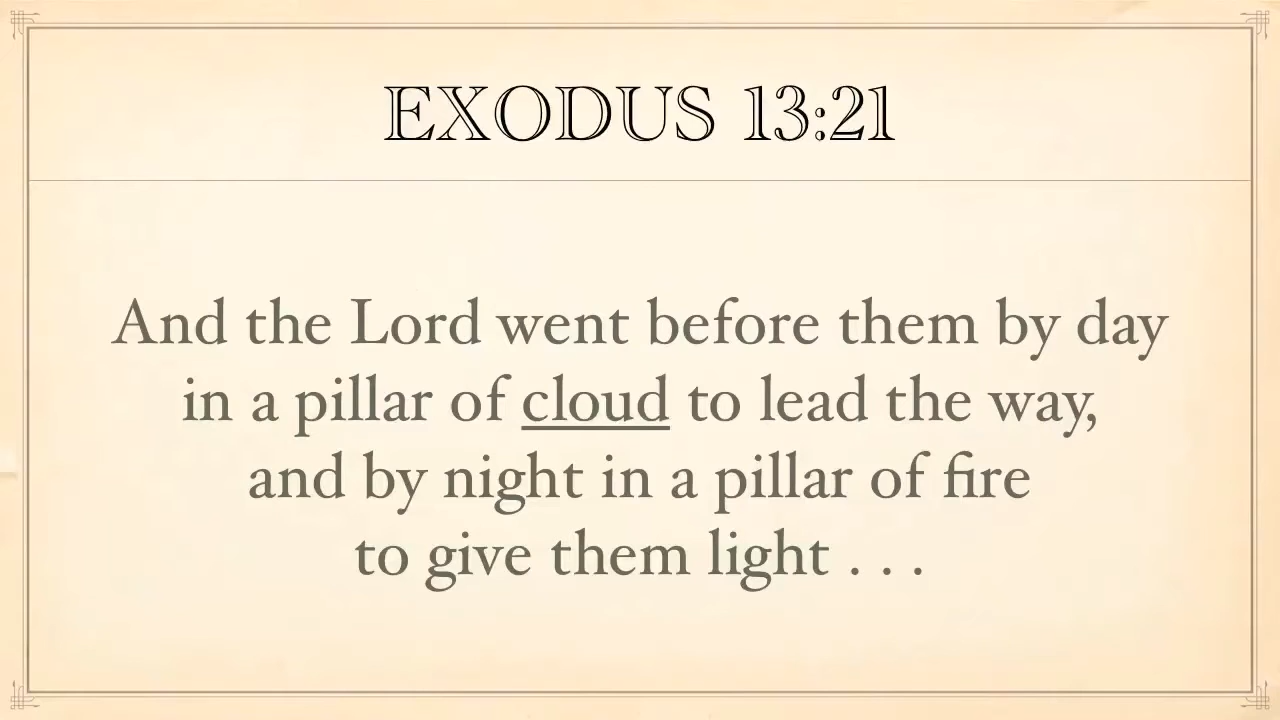 EXODUS 13:21
And the Lord went before them by day
in a pillar of cloud to lead the way,
and by night in a pillar of fire
to give them light . . .